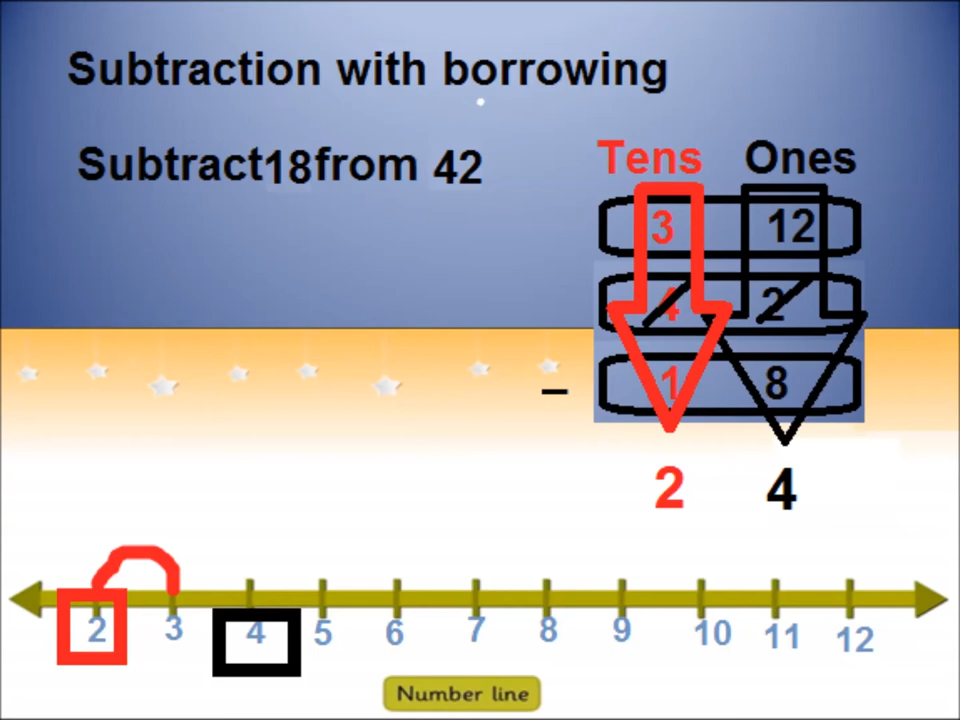 Subtraction with borrowing
Subtract18from 42
Tens Ones
3 12
4 2
– 1 8
2 4
2 3 4 5 6 7 8 9 10 11 12
Number line